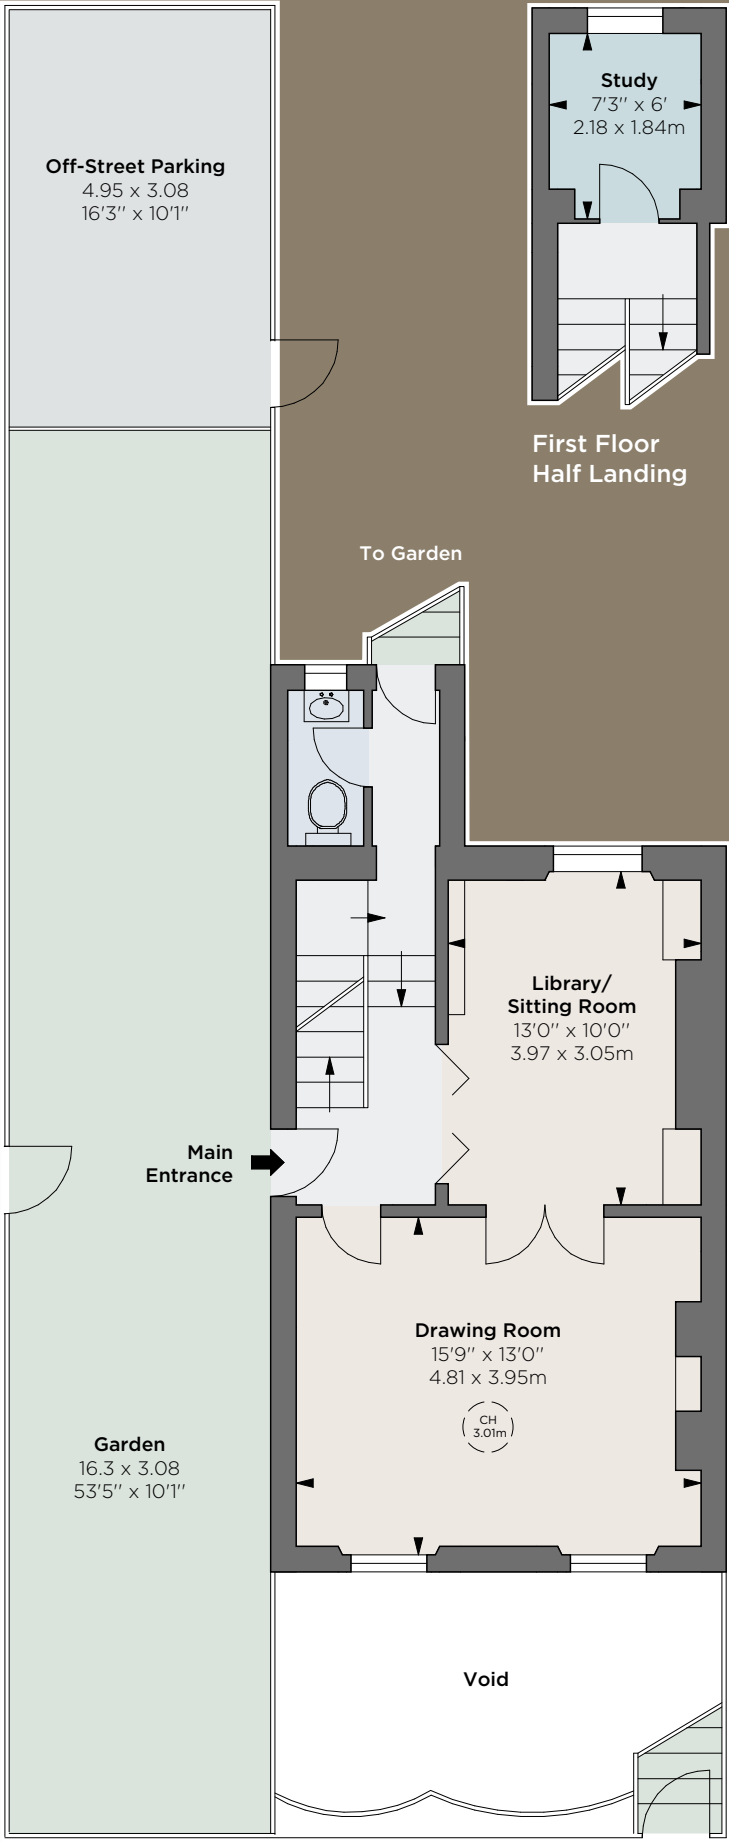 Study
7'3'' x 6'
2.18 x 1.84m
Off-Street Parking
4.95 x 3.08
16'3'' x 10'1''
First Floor
Half Landing
To Garden
Library/
Sitting Room
13'0'' x 10'0''
3.97 x 3.05m
Main
Entrance
Drawing Room
15'9'' x 13'0''
4.81 x 3.95m
CH
3.01m
Garden
16.3 x 3.08
53'5'' x 10'1''
Void